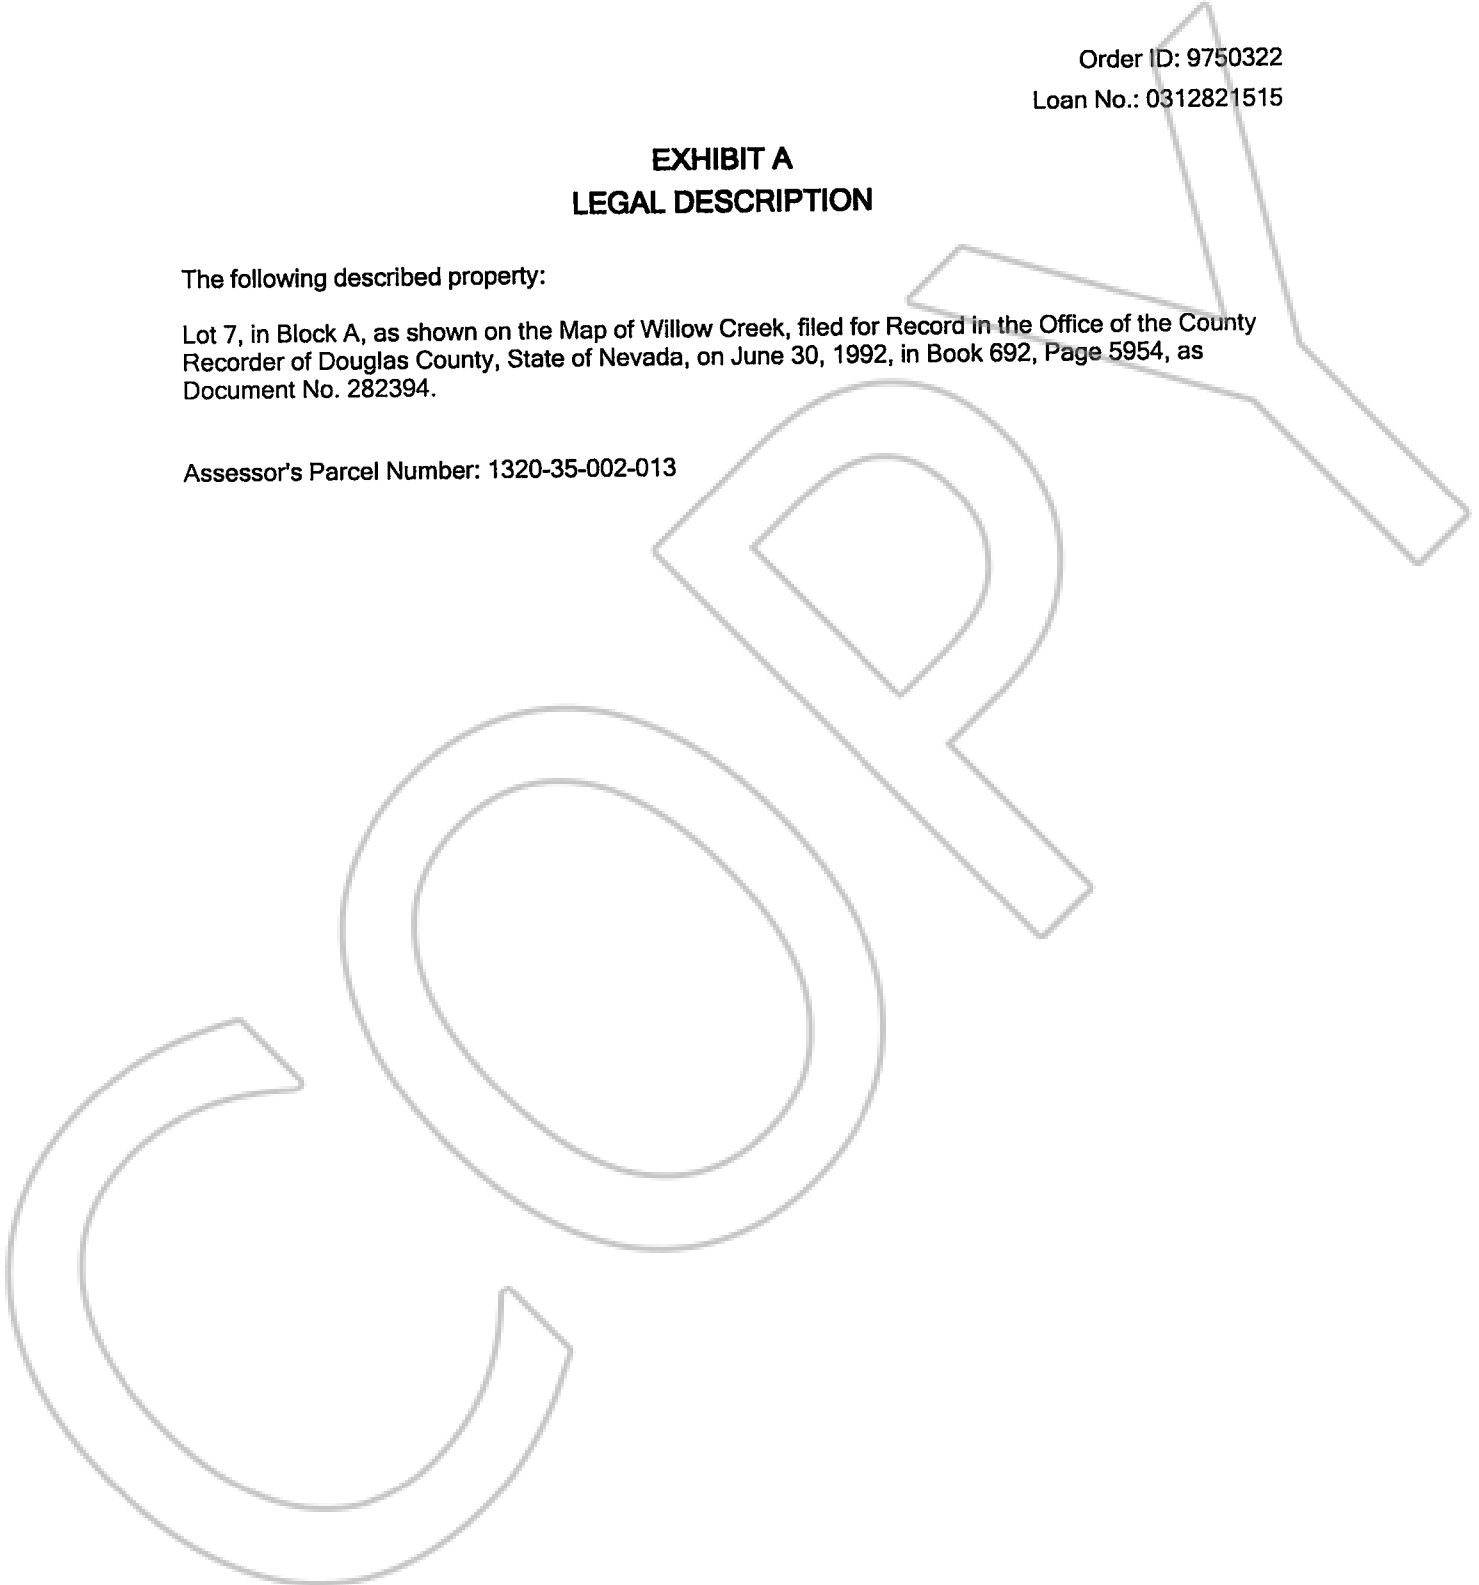 Order ID: 9750322
Loan No.: 0312821515
EXHIBIT A
LEGAL DESCRIPTION
The following described property:
Lot 7, in Block A, as shown on the Map of Willow Creek, filed for Record in the Office of the County
Recorder of Douglas County, State of Nevada, on June 30, 1992, in Book 692, Page 5954, as
Document No. 282394.
Assessor's Parcel Number: 1320-35-002-013
COPY